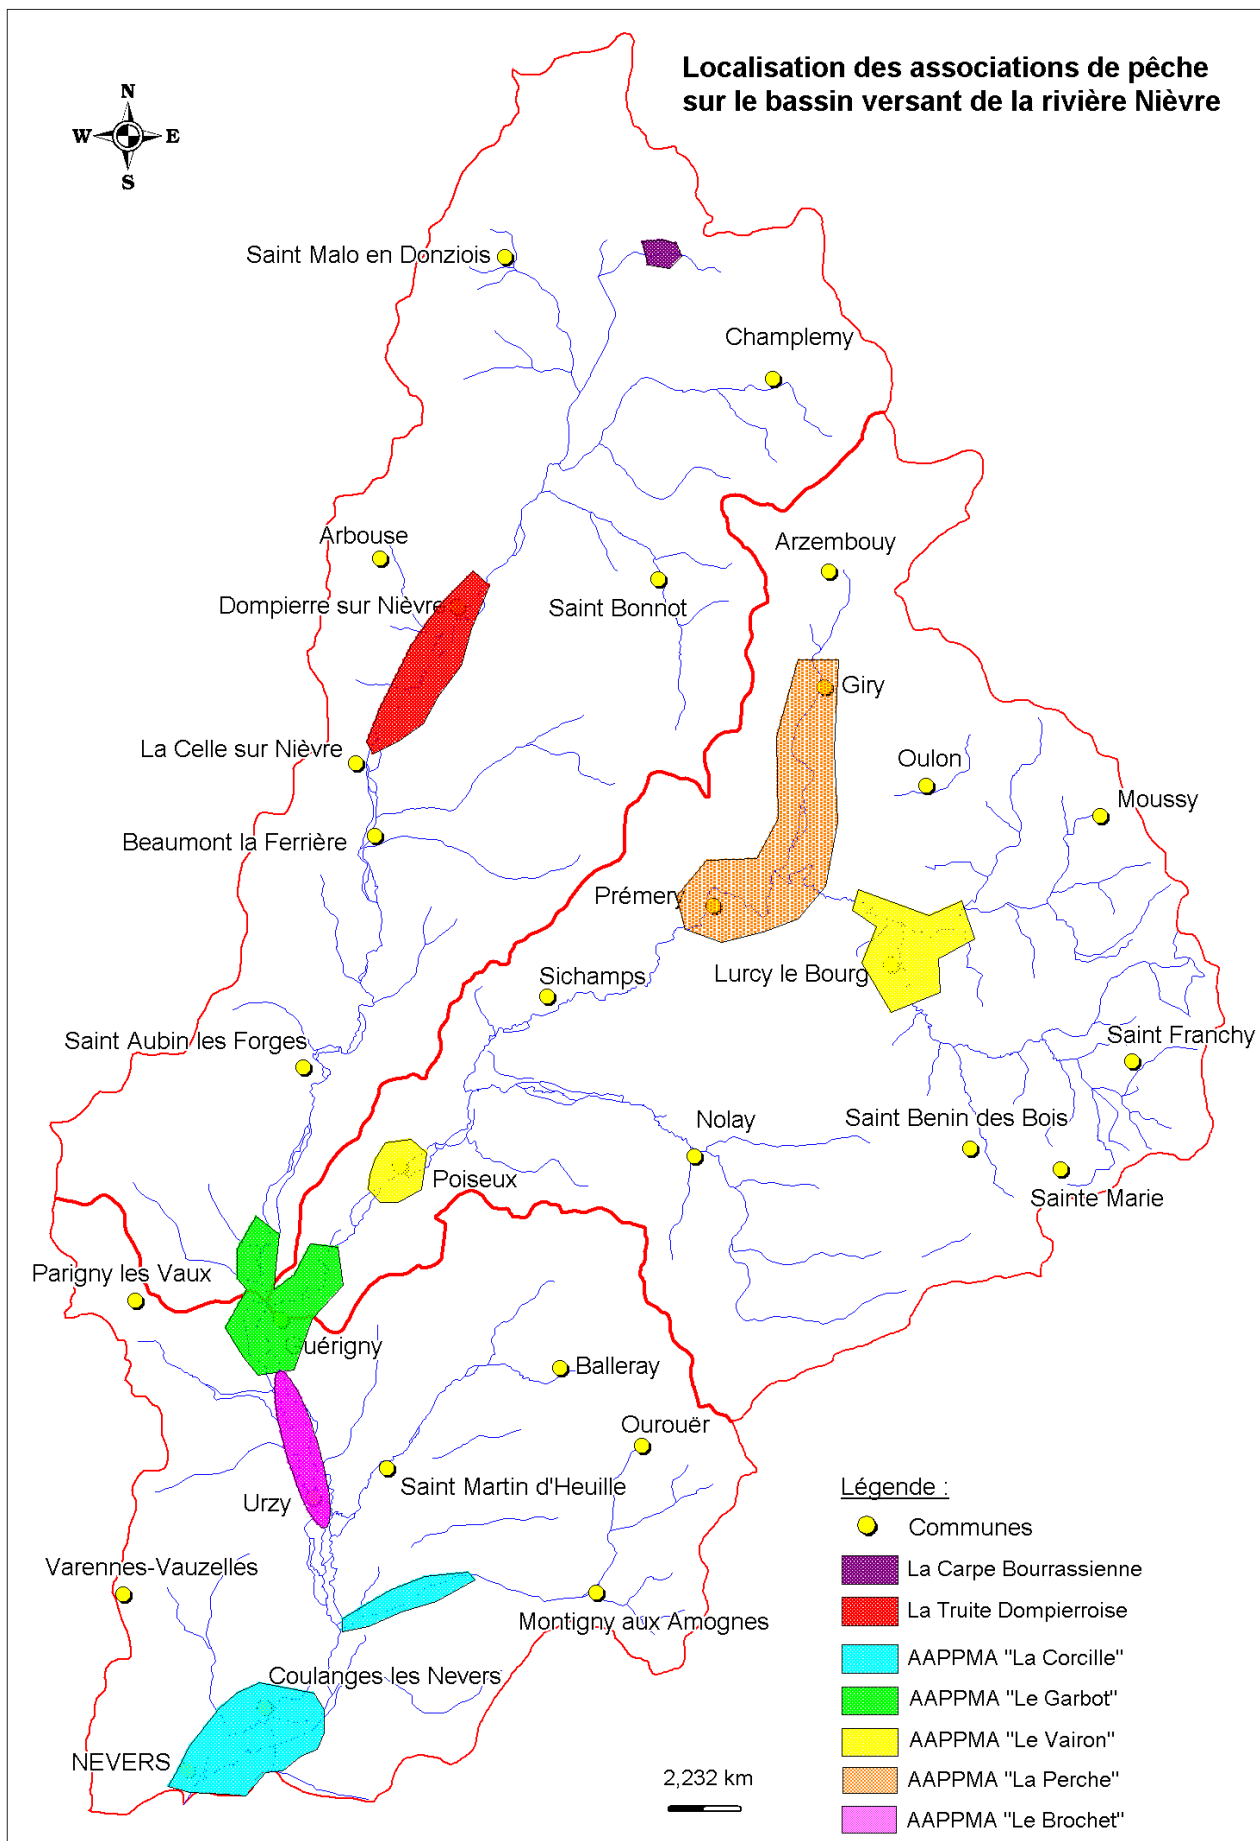 Localisation des associations de pêche
sur le bassin versant de la rivière Nièvre
N
W E
S
Saint Malo en Donziois
Champlemy
Arbouse
Arzembouy
Dompierre sur Nièvre
Saint Bonnot
Giry
La Celle sur Nièvre
Oulon
Moussy
Beaumont la Ferrière
Prémery
Lurcy le Bourg
Sichamps
Saint Aubin les Forges
Saint Franchy
Nolay
Saint Benin des Bois
Poiseux
Sainte Marie
Parigny les Vaux
Guérigny
Balleray
Ourouër
Saint Martin d'Heuille
Urzy
Varennes-Vauzelles
Montigny aux Amognes
Coulanges les Nevers
NEVERS
2,232 km
Légende :
Communes
La Carpe Bourrassienne
La Truite Dompierroise
AAPPMA "La Corcille"
AAPPMA "Le Garbot"
AAPPMA "Le Vairon"
AAPPMA "La Perche"
AAPPMA "Le Brochet"